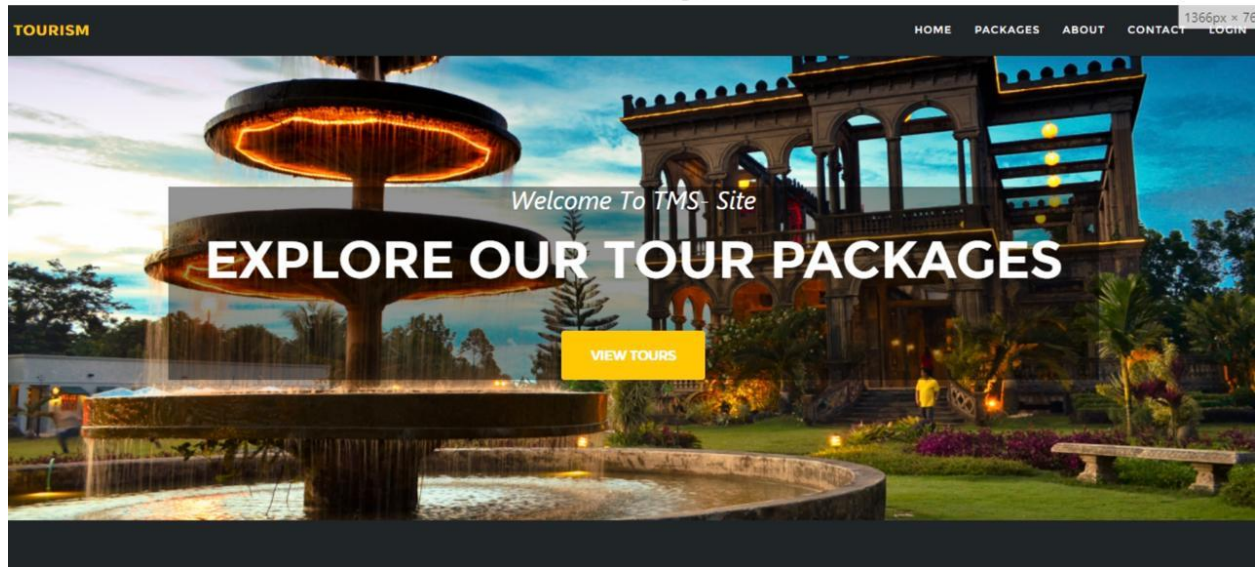 TOURISM
HOME PACKAGES ABOUT CONTACT LOGIN
1366px × 76
Welcome To TMS- Site
EXPLORE OUR TOUR PACKAGES
VIEW TOURS